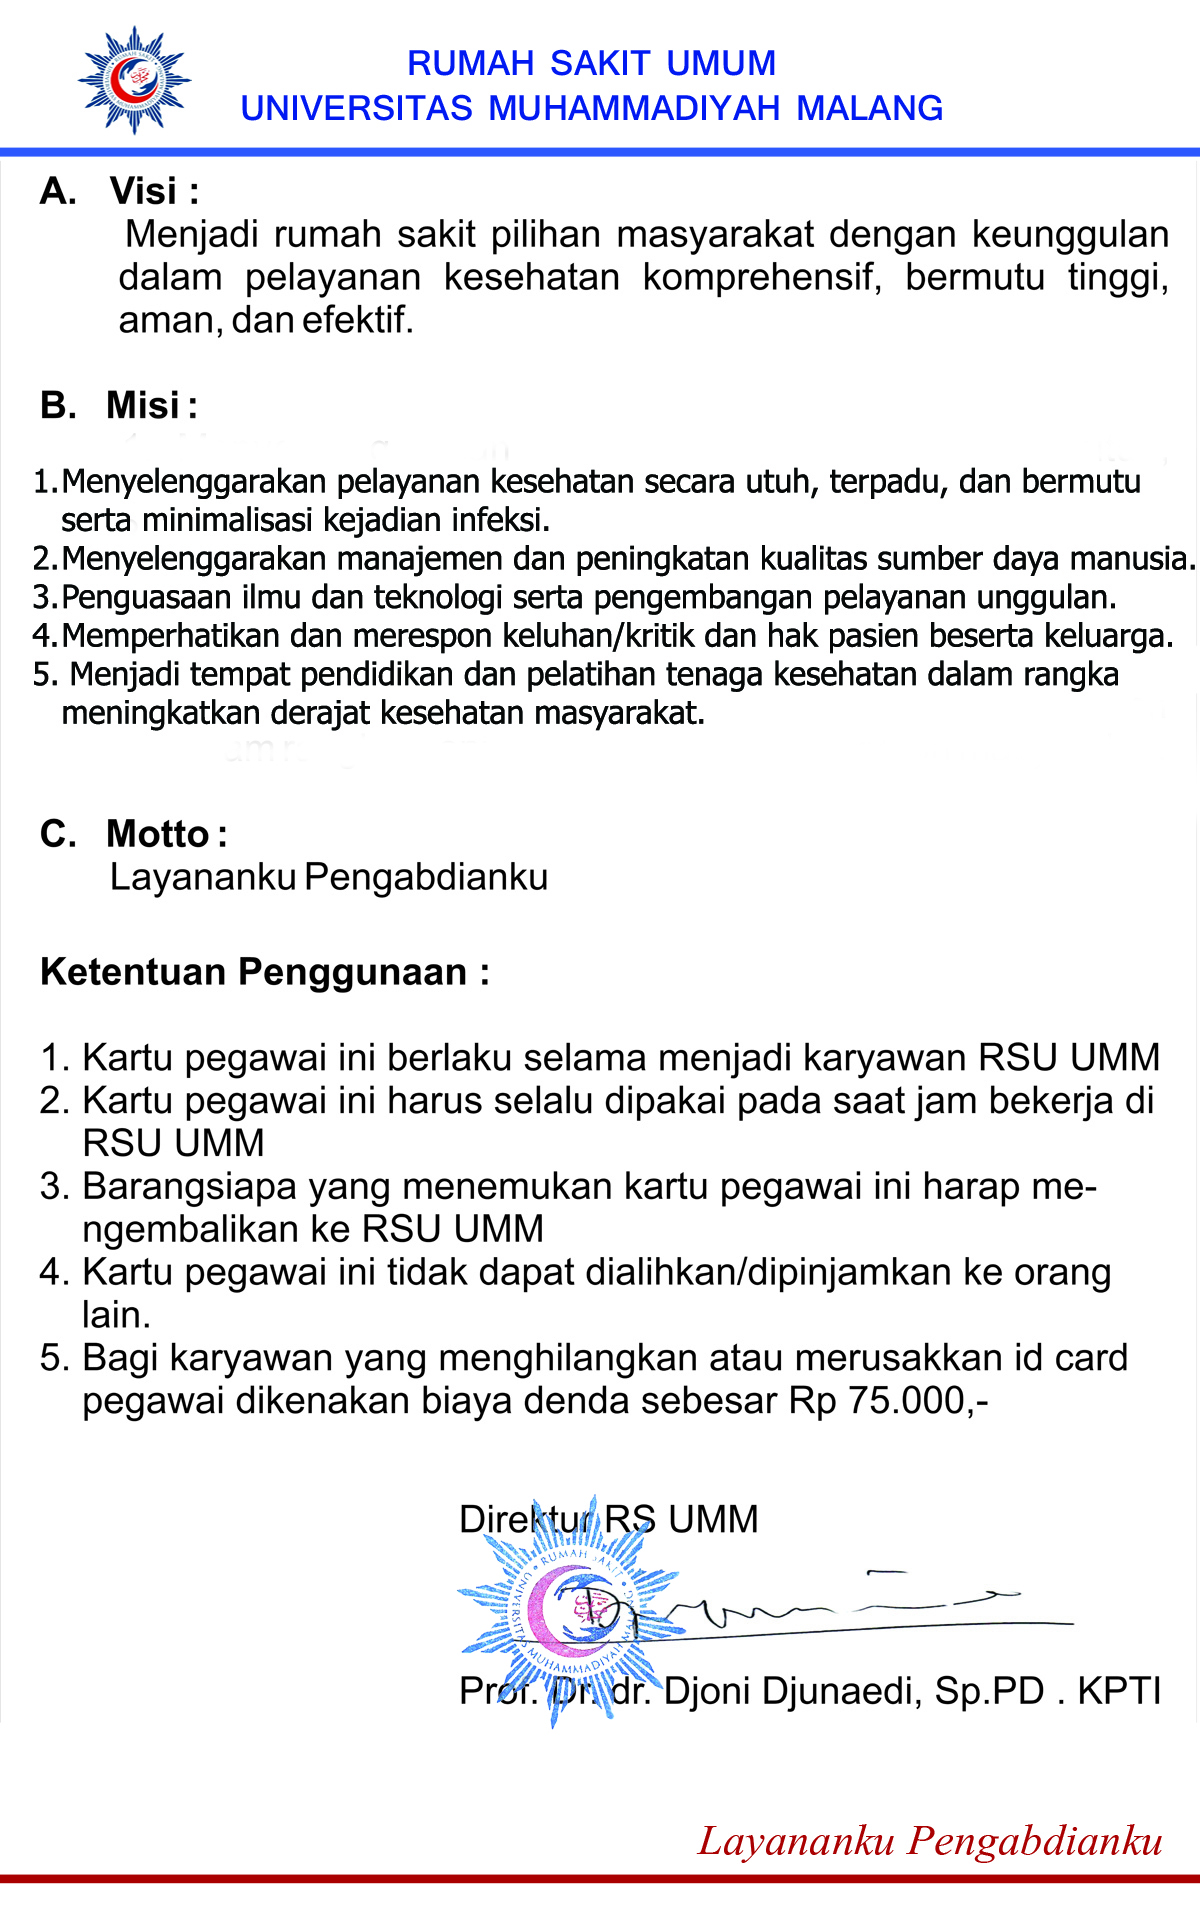 RUMAH SAKIT UMUM
UNIVERSITAS MUHAMMADIYAH MALANG
A. Visi :
Menjadi rumah sakit pilihan masyarakat dengan keunggulan
dalam pelayanan kesehatan komprehensif, bermutu tinggi,
aman, dan efektif.
B. Misi :
1.Menyelenggarakan pelayanan kesehatan secara utuh, terpadu, dan bermutu
serta minimalisasi kejadian infeksi.
2.Menyelenggarakan manajemen dan peningkatan kualitas sumber daya manusia.
3.Penguasaan ilmu dan teknologi serta pengembangan pelayanan unggulan.
4.Memperhatikan dan merespon keluhan/kritik dan hak pasien beserta keluarga.
5. Menjadi tempat pendidikan dan pelatihan tenaga kesehatan dalam rangka
meningkatkan derajat kesehatan masyarakat.
C. Motto :
Layananku Pengabdianku
Ketentuan Penggunaan :
1. Kartu pegawai ini berlaku selama menjadi karyawan RSU UMM
2. Kartu pegawai ini harus selalu dipakai pada saat jam bekerja di
RSU UMM
3. Barangsiapa yang menemukan kartu pegawai ini harap me-
ngembalikan ke RSU UMM
4. Kartu pegawai ini tidak dapat dialihkan/dipinjamkan ke orang
lain.
5. Bagi karyawan yang menghilangkan atau merusakkan id card
pegawai dikenakan biaya denda sebesar Rp 75.000,-
Direktur RS UMM
RUMAH SAKIT
UNIVERSITAS MUHAMMADIYAH MALANG
Prof. Dr. dr. Djoni Djunaedi, Sp.PD . KPTI
Layananku Pengabdianku